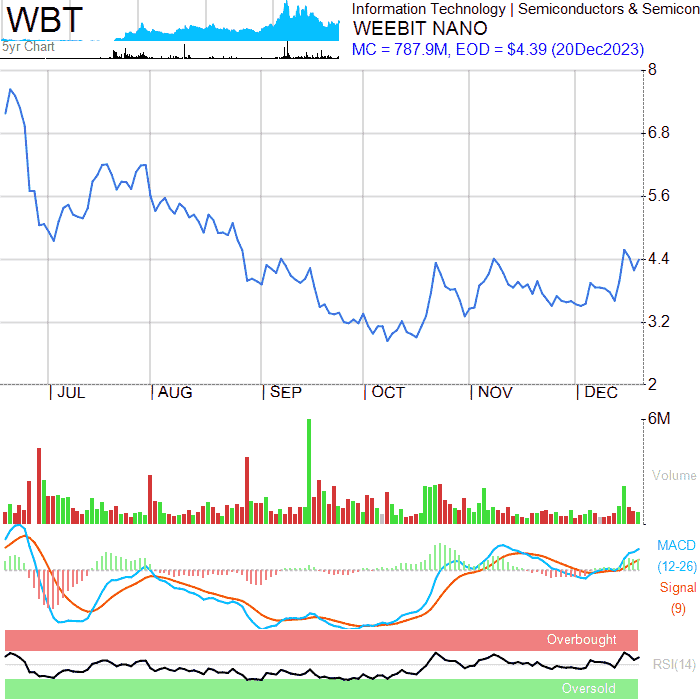 WBT
5yr Chart
Information Technology | Semiconductors & Semicon
WEEBIT NANO
MC = 787.9M, EOD = $4.39 (20Dec2023)
8
6.8
5.6
4.4
3.2
2
JUL AUG SEP OCT NOV DEC
6M
Volume
MACD
(12-26)
Signal
(9)
Overbought
RSI(14)
Oversold